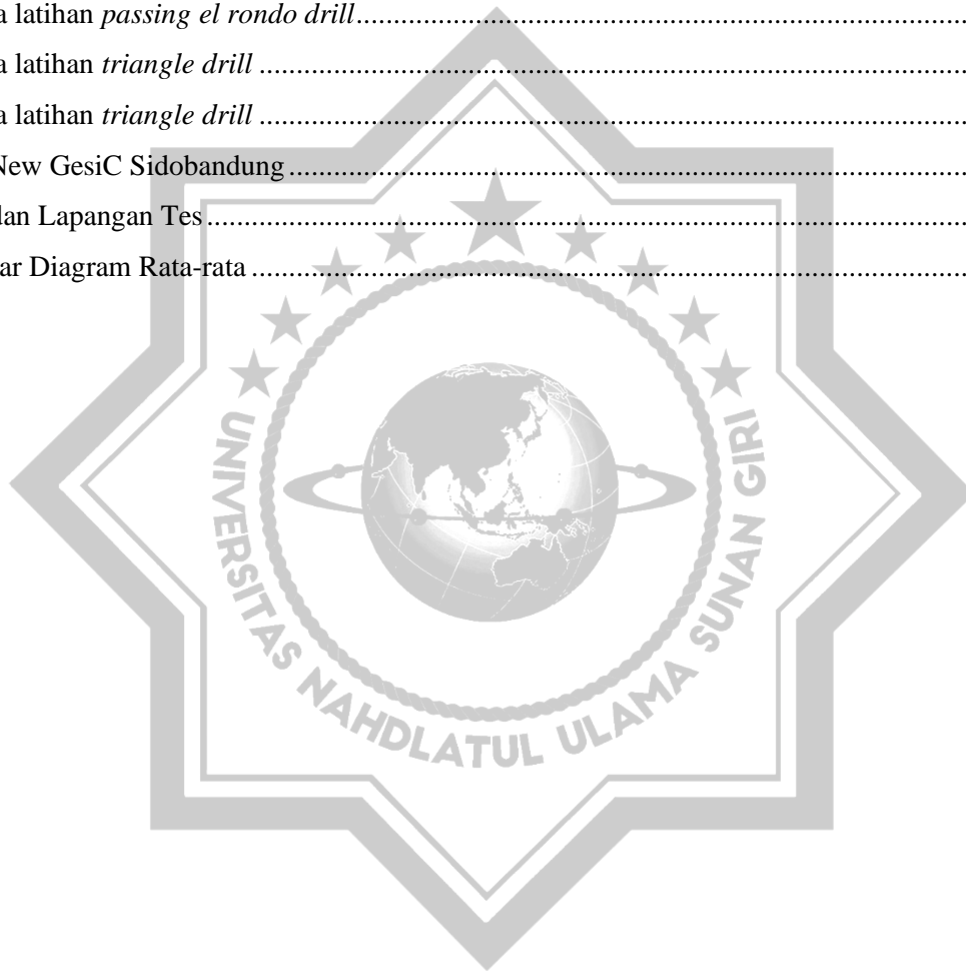 a latihan passing el rondo drill................................................................................................
a latihan triangle drill ................................................................................................
a latihan triangle drill ................................................................................................
New GesiC Sidobandung................................................................................................
dan Lapangan Tes................................................................................................
ar Diagram Rata-rata ................................................................................................
UNIVERSITAS NAHDLATUL ULAMA SUNAN GIRI